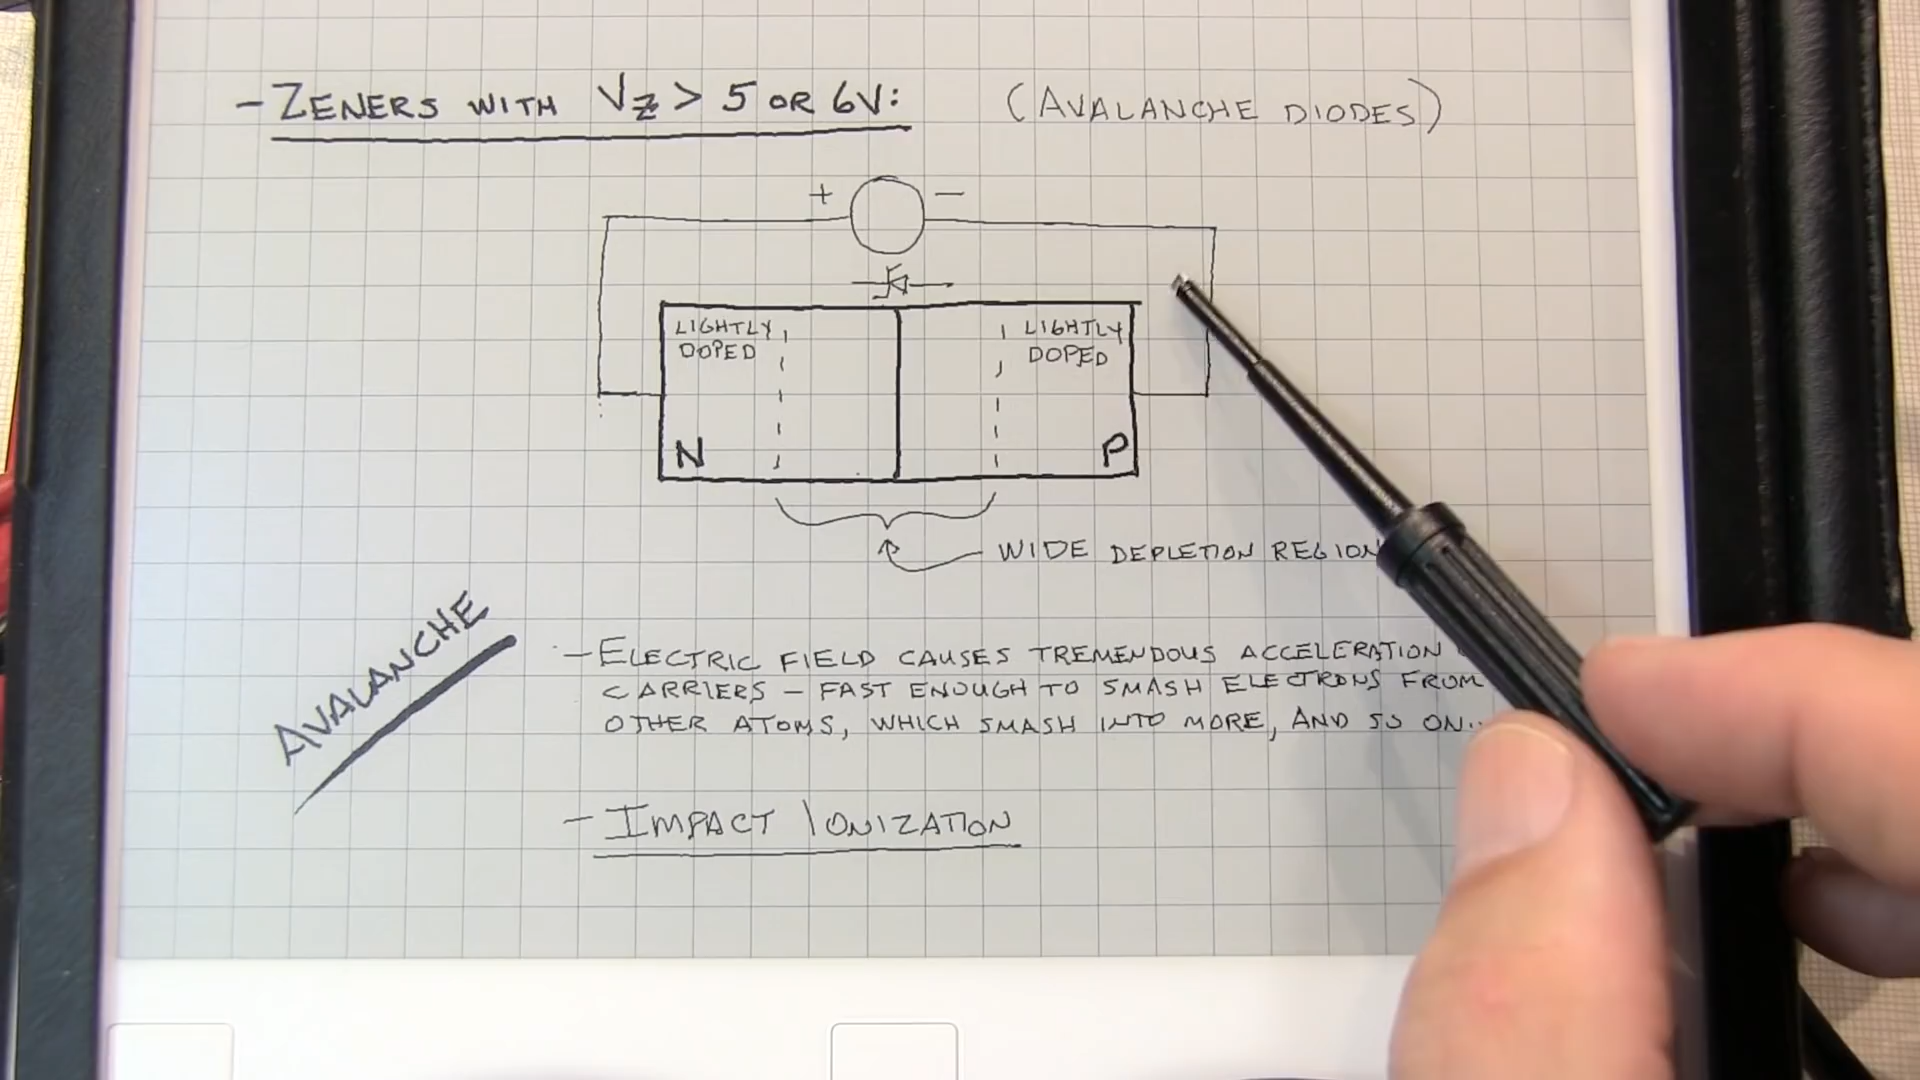 - ZENERS WITH VZ > 5 OR 6V:
(AVALANCHE DIODES)
+ −
LIGHTLY DOPED
LIGHTLY DOPED
N
P
WIDE DEPLETION REGION
AVALANCHE
- ELECTRIC FIELD CAUSES TREMENDOUS ACCELERATION
CARRIERS - FAST ENOUGH TO SMASH ELECTRONS FROM
OTHER ATOMS, WHICH SMASH INTO MORE, AND SO ON...
- IMPACT IONIZATION